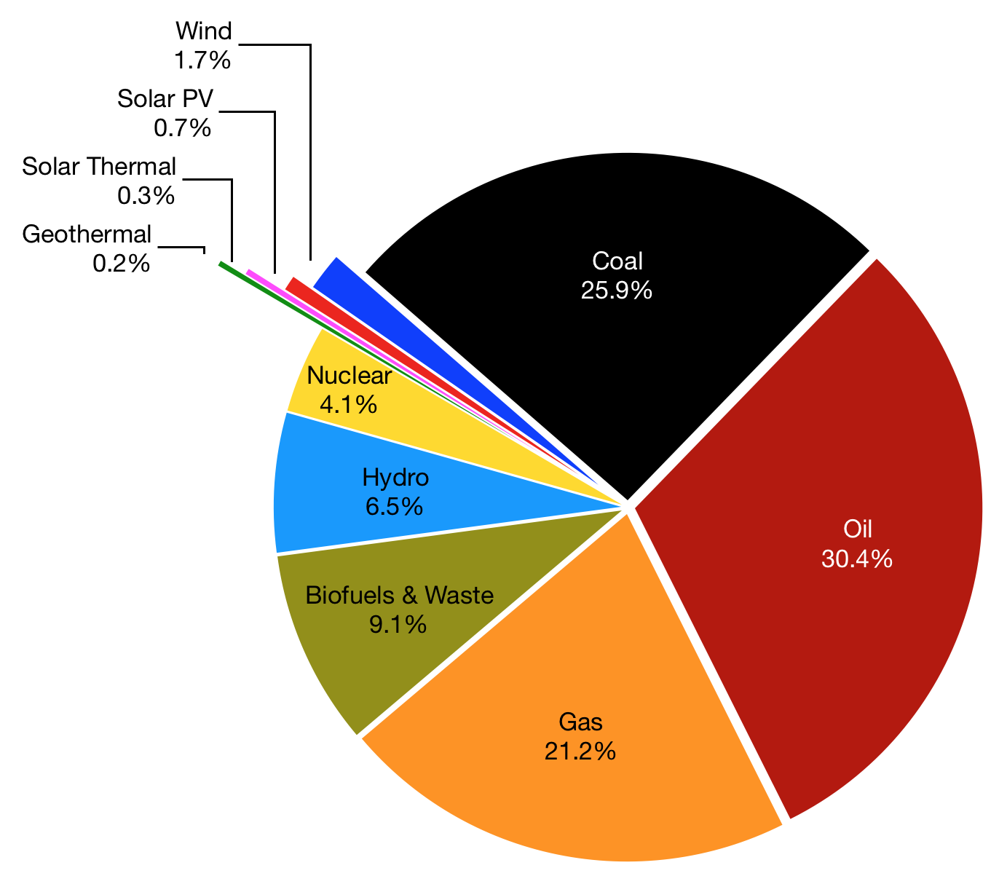 Wind
1.7%
Solar PV
0.7%
Solar Thermal
0.3%
Geothermal
0.2%
Coal
25.9%
Nuclear
4.1%
Hydro
6.5%
Oil
30.4%
Biofuels & Waste
9.1%
Gas
21.2%